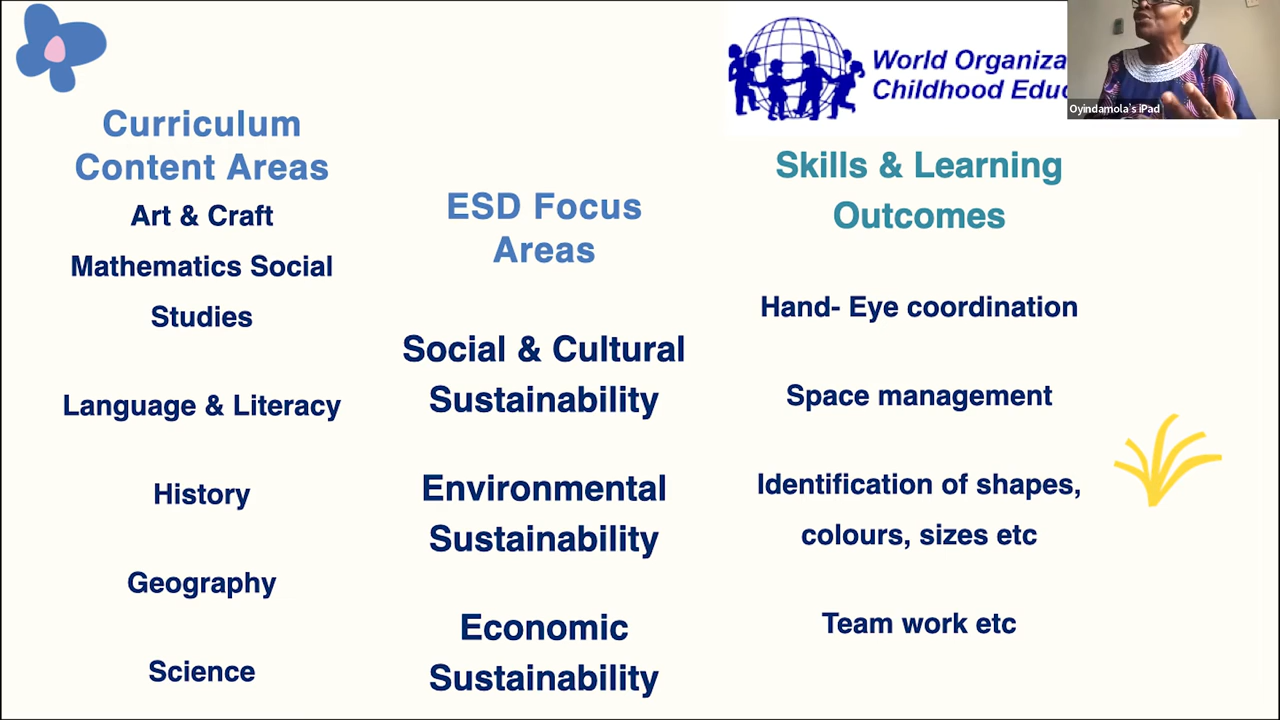 World Organiza
Childhood Edu
Oyindamola's iPad
Curriculum
Content Areas
Art & Craft
Mathematics Social
Studies
Language & Literacy
History
Geography
Science
ESD Focus
Areas
Social & Cultural
Sustainability
Environmental
Sustainability
Economic
Sustainability
Skills & Learning
Outcomes
Hand- Eye coordination
Space management
Identification of shapes,
colours, sizes etc
Team work etc